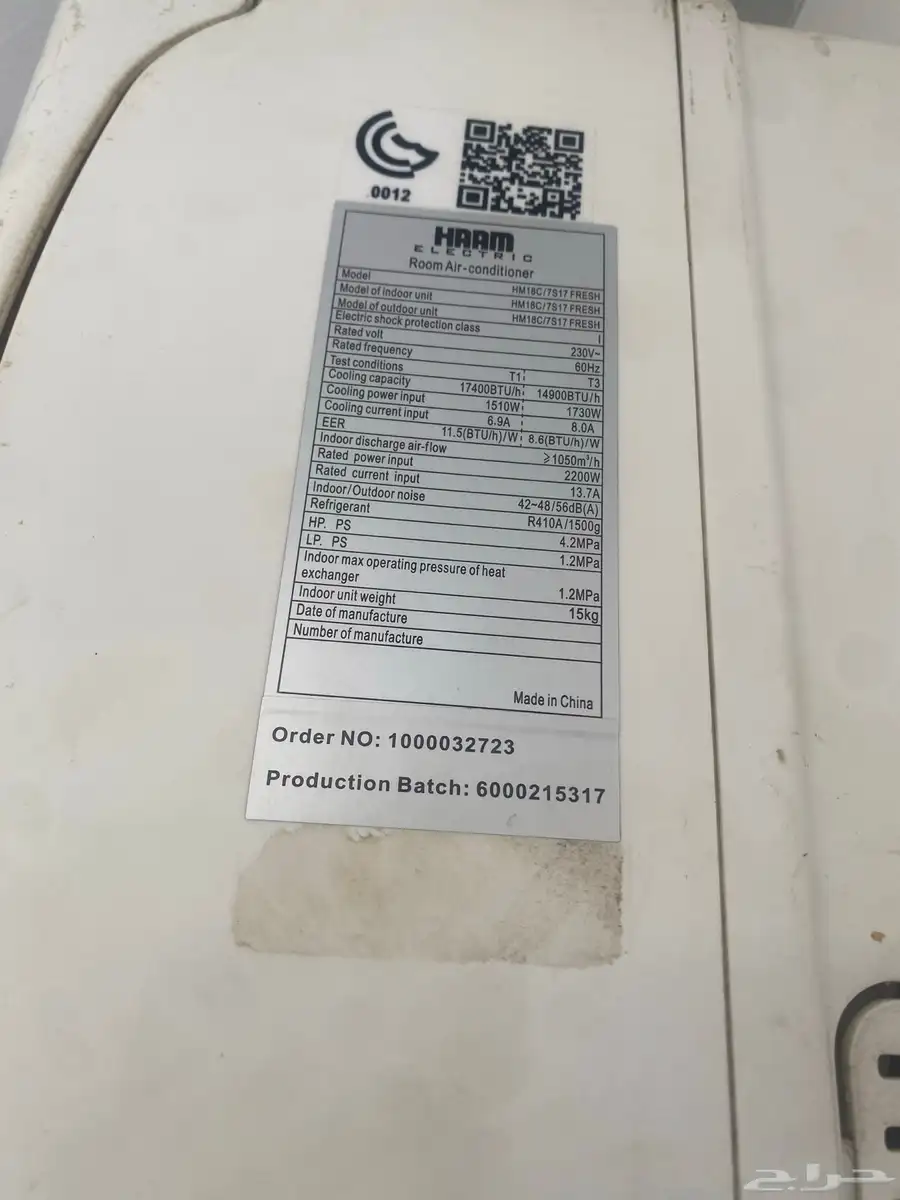 .0012
HAAM
ELECTRIC
Room Air-conditioner
Model HM18C/7S17 FRESH
Model of indoor unit HM18C/7S17 FRESH
Model of outdoor unit HM18C/7S17 FRESH
Electric shock protection class I
Rated volt 230V~
Rated frequency 60Hz
Test conditions T1 T3
Cooling capacity 17400BTU/h 14900BTU/h
Cooling power input 1510W 1730W
Cooling current input 6.9A 8.0A
EER 11.5(BTU/h)/W 8.6(BTU/h)/W
Indoor discharge air-flow ≥1050m³/h
Rated power input 2200W
Rated current input 13.7A
Indoor/Outdoor noise 42~48/56dB(A)
Refrigerant R410A/1500g
HP. PS 4.2MPa
LP. PS 1.2MPa
Indoor max operating pressure of heat
exchanger 1.2MPa
Indoor unit weight 15kg
Date of manufacture
Number of manufacture
Made in China
Order NO: 1000032723
Production Batch: 6000215317
حراج